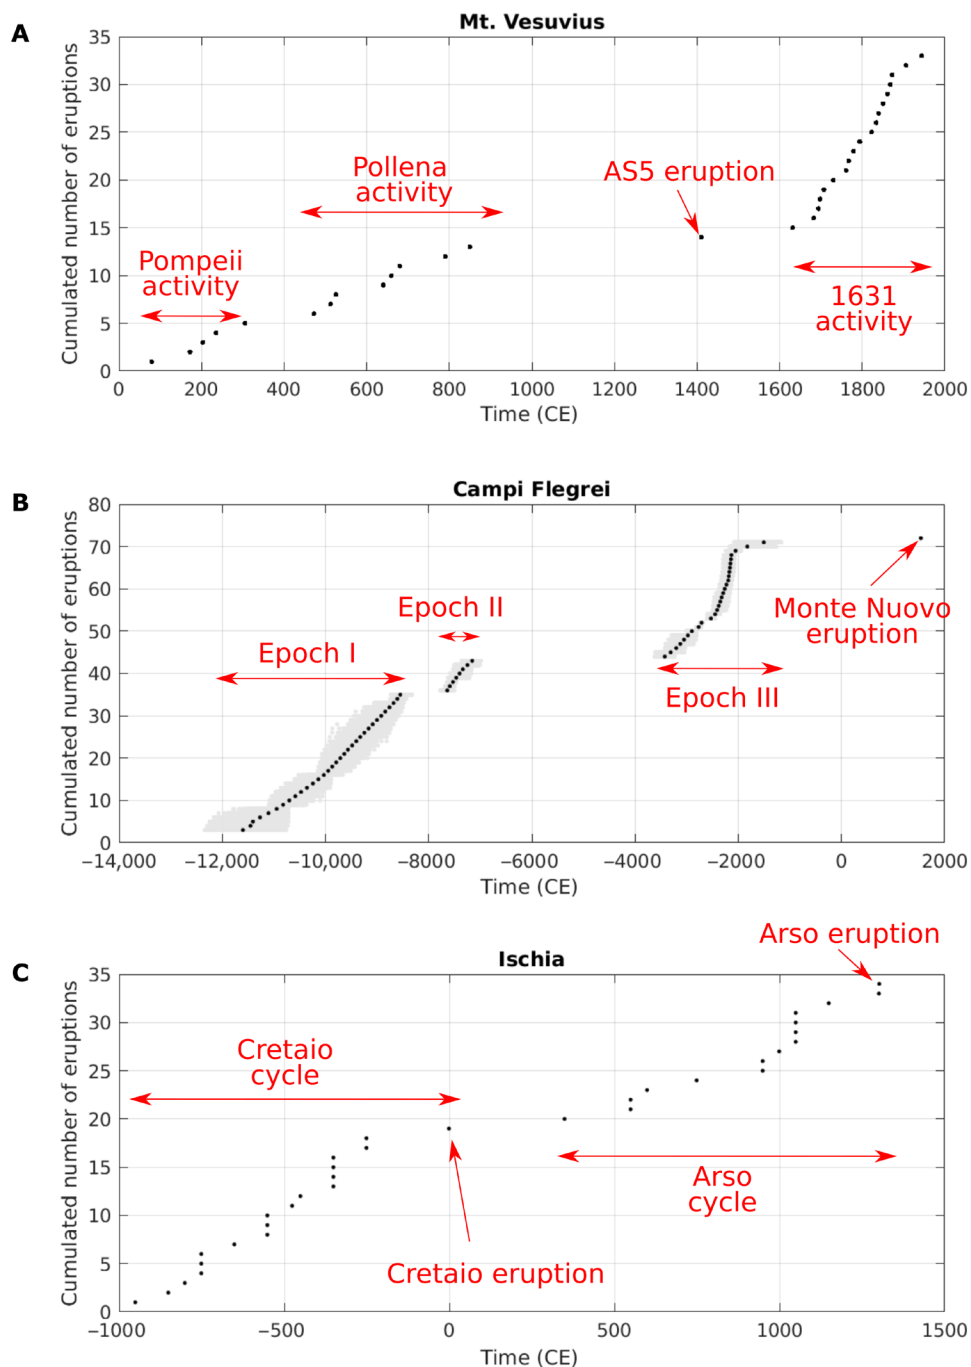 A
Mt. Vesuvius
Cumulated number of eruptions
35
30
25
20
15
10
5
0
Pompeii
activity
Pollena
activity
AS5 eruption
1631
activity
0 200 400 600 800 1000 1200 1400 1600 1800 2000
Time (CE)
B
Campi Flegrei
Cumulated number of eruptions
80
70
60
50
40
30
20
10
0
Epoch I
Epoch II
Epoch III
Monte Nuovo
eruption
−14,000 −12,000 −10,000 −8000 −6000 −4000 −2000 0 2000
Time (CE)
C
Ischia
Cumulated number of eruptions
35
30
25
20
15
10
5
0
Arso eruption
Cretaio
cycle
Arso
cycle
Cretaio eruption
−1000 −500 0 500 1000 1500
Time (CE)